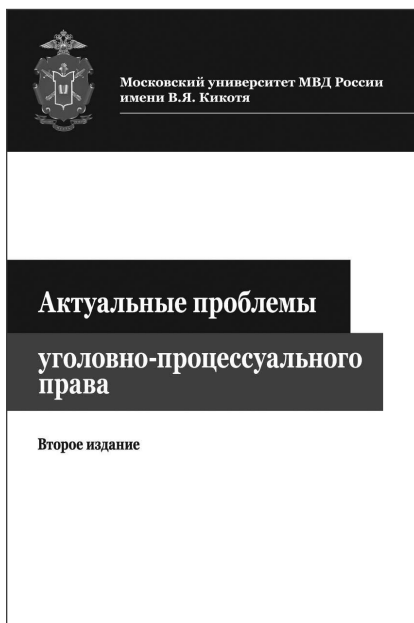 Московский университет МВД России
имени В.Я. Кикотя
Актуальные проблемы
уголовно-процессуального
права
Второе издание